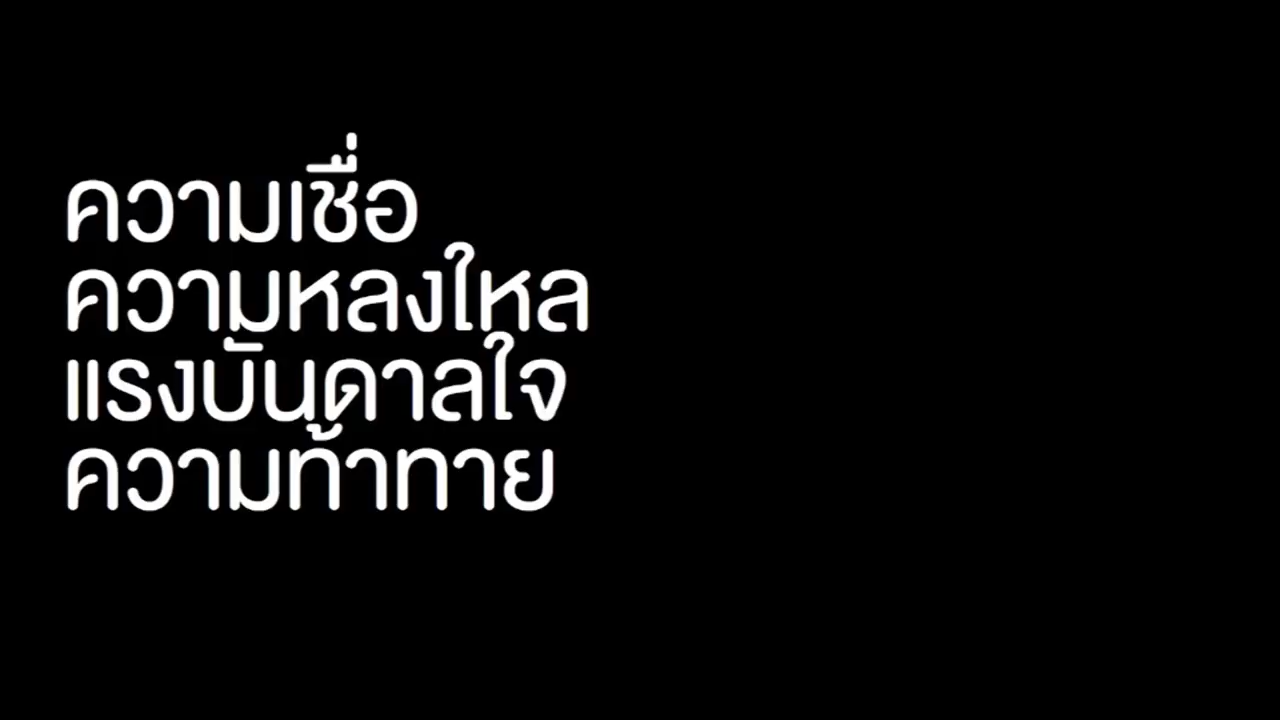 ความเชื่อ
ความหลงใหล
แรงบันดาลใจ
ความท้าทาย